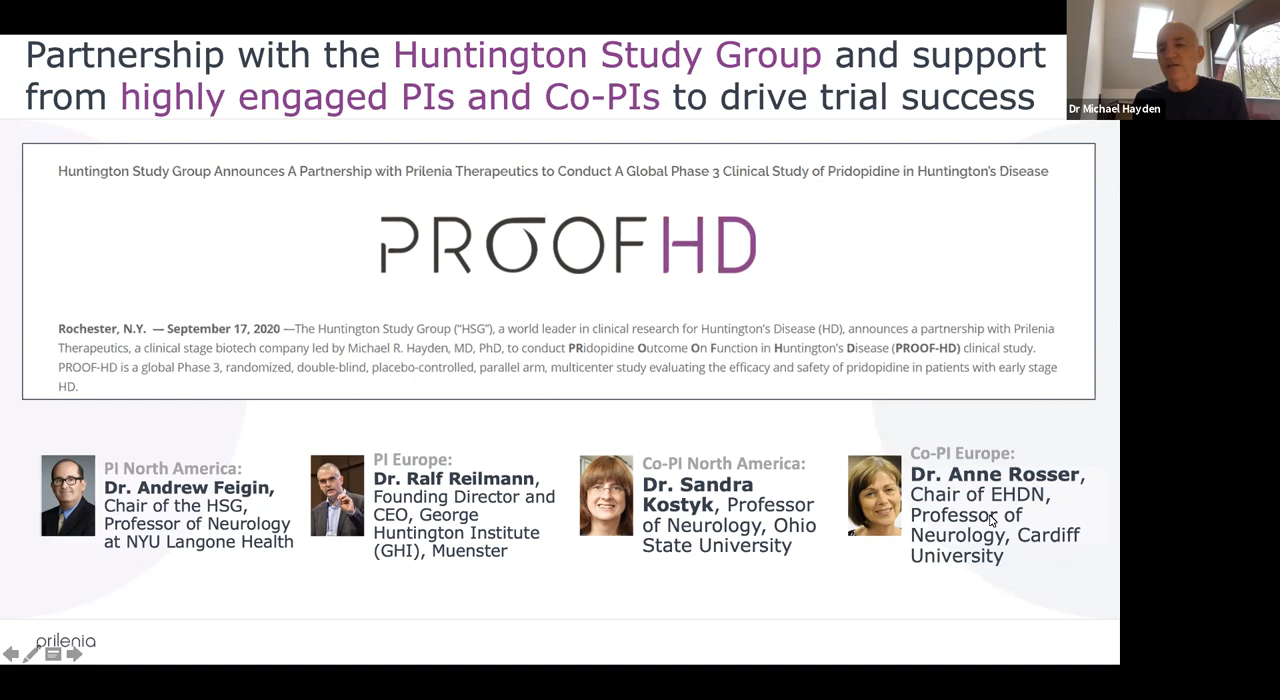 Partnership with the Huntington Study Group and support
from highly engaged PIs and Co-PIs to drive trial success
Dr Michael Hayden
Huntington Study Group Announces A Partnership with Prilenia Therapeutics to Conduct A Global Phase 3 Clinical Study of Pridopidine in Huntington's Disease
PROOFHD
Rochester, N.Y. — September 17, 2020 —The Huntington Study Group ("HSG"), a world leader in clinical research for Huntington's Disease (HD), announces a partnership with Prilenia
Therapeutics, a clinical stage biotech company led by Michael R. Hayden, MD, PhD, to conduct PRidopidine Outcome On Function in Huntington's Disease (PROOF-HD) clinical study.
PROOF-HD is a global Phase 3, randomized, double-blind, placebo-controlled, parallel arm, multicenter study evaluating the efficacy and safety of pridopidine in patients with early stage
HD.
PI North America:
Dr. Andrew Feigin,
Chair of the HSG,
Professor of Neurology
at NYU Langone Health
PI Europe:
Dr. Ralf Reilmann,
Founding Director and
CEO, George
Huntington Institute
(GHI), Muenster
Co-PI North America:
Dr. Sandra
Kostyk, Professor
of Neurology, Ohio
State University
Co-PI Europe:
Dr. Anne Rosser,
Chair of EHDN,
Professor of
Neurology, Cardiff
University
prilenia